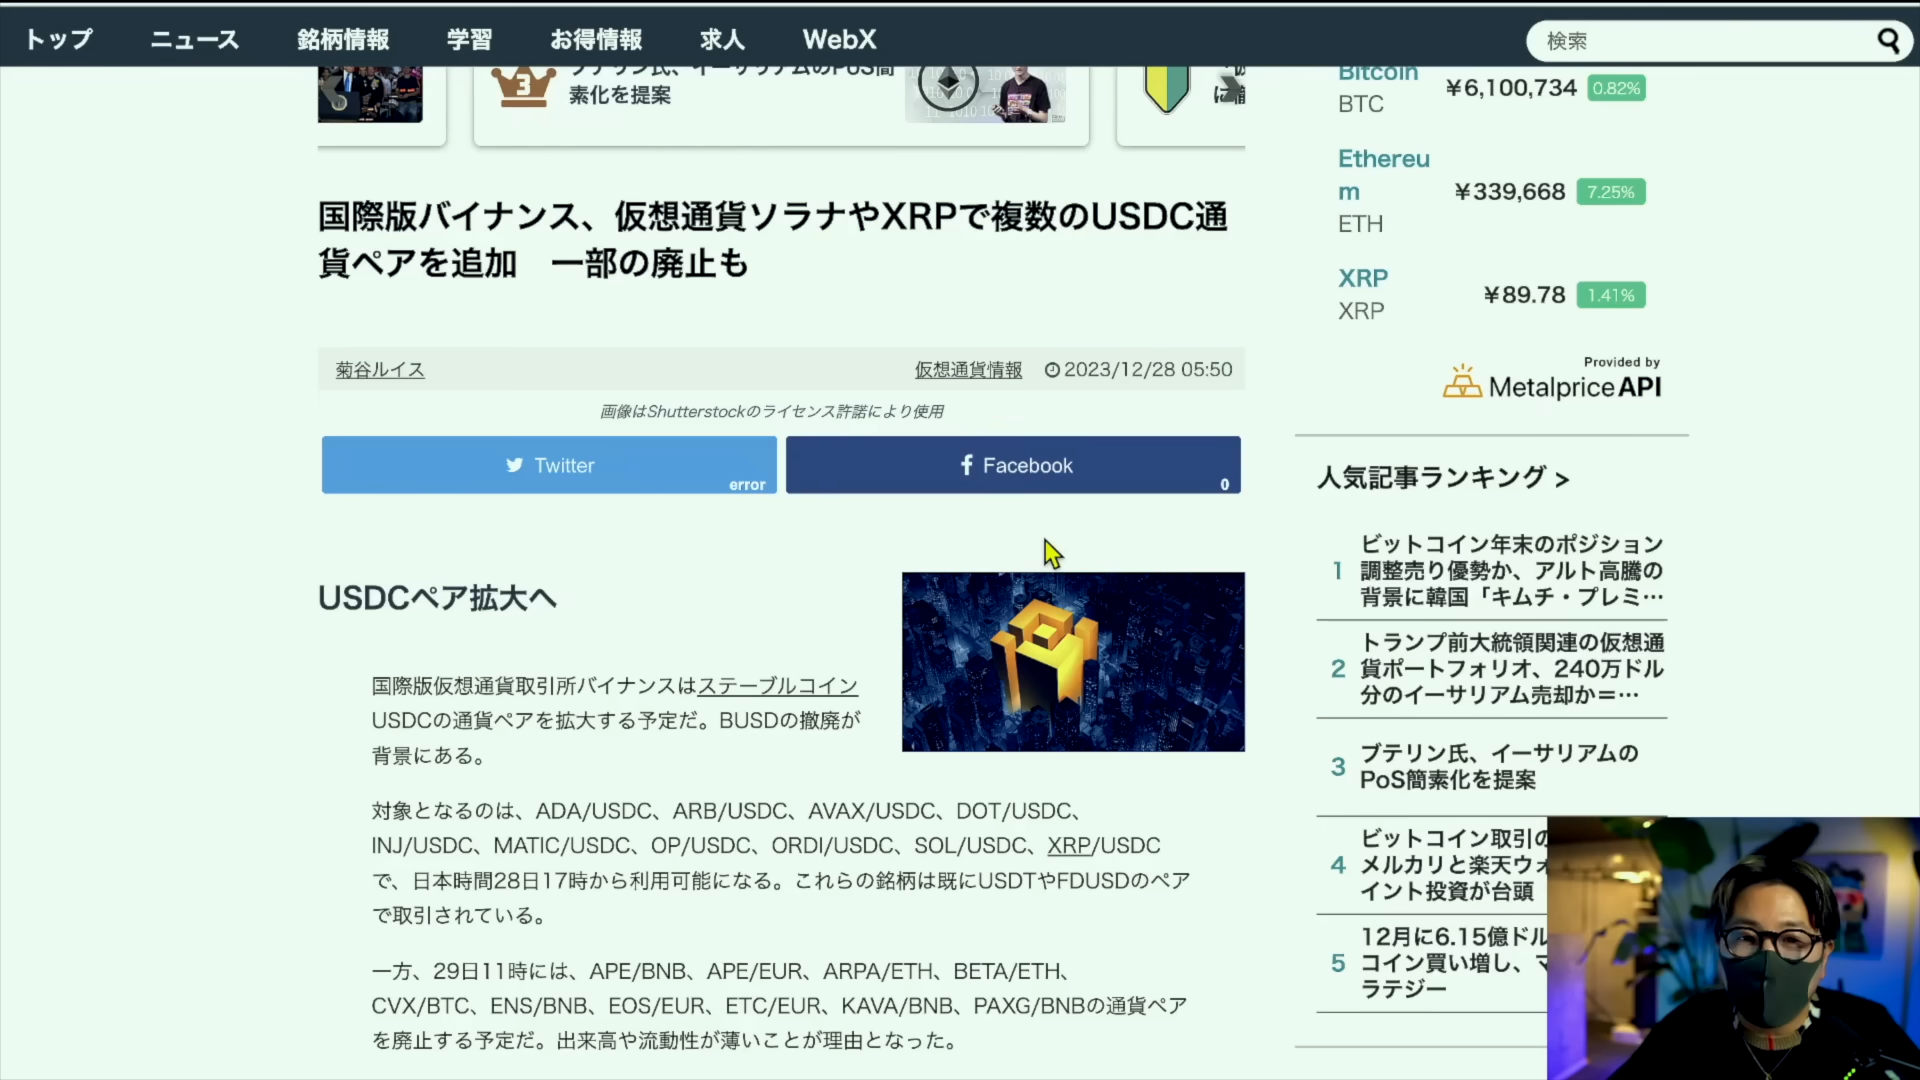 トップ
ニュース
銘柄情報
学習
お得情報
求人
WebX
検索
3
ブテリン氏、イーサリアムのPoS簡
素化を提案
国際版バイナンス、仮想通貨ソラナやXRPで複数のUSDC通
貨ペアを追加　一部の廃止も
菊谷ルイス
仮想通貨情報
2023/12/28 05:50
画像はShutterstockのライセンス許諾により使用
Twitter
error
Facebook
0
USDCペア拡大へ
国際版仮想通貨取引所バイナンスはステーブルコイン
USDCの通貨ペアを拡大する予定だ。BUSDの撤廃が
背景にある。
対象となるのは、ADA/USDC、ARB/USDC、AVAX/USDC、DOT/USDC、
INJ/USDC、MATIC/USDC、OP/USDC、ORDI/USDC、SOL/USDC、XRP/USDC
で、日本時間28日17時から利用可能になる。これらの銘柄は既にUSDTやFDUSDのペア
で取引されている。
一方、29日11時には、APE/BNB、APE/EUR、ARPA/ETH、BETA/ETH、
CVX/BTC、ENS/BNB、EOS/EUR、ETC/EUR、KAVA/BNB、PAXG/BNBの通貨ペア
を廃止する予定だ。出来高や流動性が薄いことが理由となった。
Bitcoin
BTC
¥6,100,734
0.82%
Ethereu
m
ETH
¥339,668
7.25%
XRP
XRP
¥89.78
1.41%
Provided by
MetalpriceAPI
人気記事ランキング >
1
ビットコイン年末のポジション
調整売り優勢か、アルト高騰の
背景に韓国「キムチ・プレミ…
2
トランプ前大統領関連の仮想通
貨ポートフォリオ、240万ドル
分のイーサリアム売却か＝…
3
ブテリン氏、イーサリアムの
PoS簡素化を提案
4
ビットコイン取引の
メルカリと楽天ウォ
イント投資が台頭
5
12月に6.15億ドル
コイン買い増し、マ
ラテジー